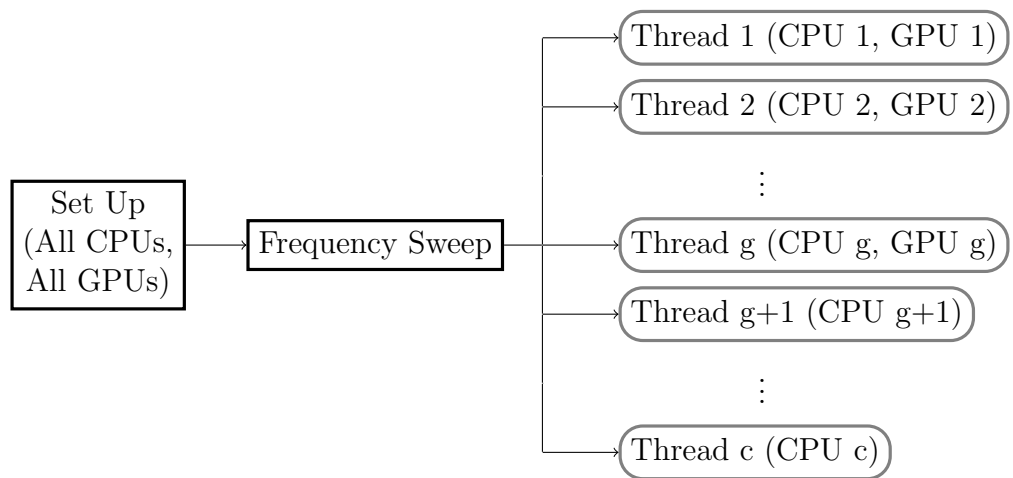 Set Up
(All CPUs,
All GPUs)
Frequency Sweep
Thread 1 (CPU 1, GPU 1)
Thread 2 (CPU 2, GPU 2)
⋮
Thread g (CPU g, GPU g)
Thread g+1 (CPU g+1)
⋮
Thread c (CPU c)